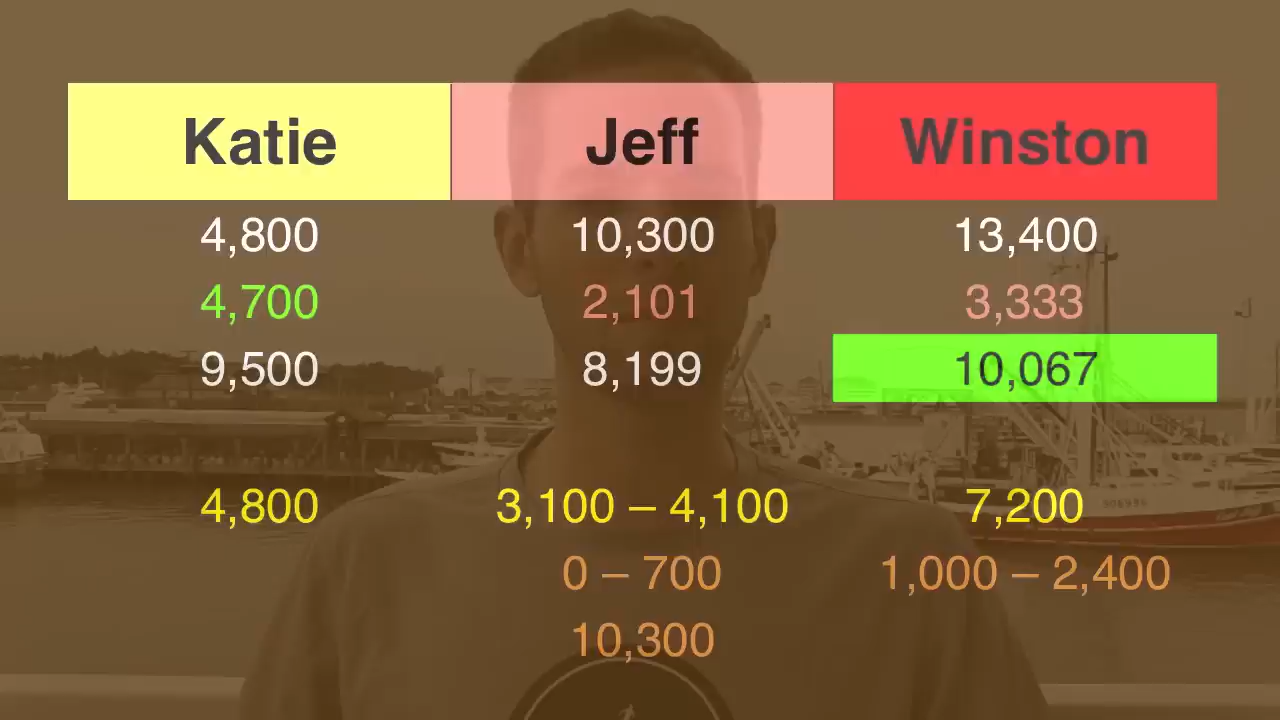 Katie Jeff Winston
4,800 10,300 13,400
4,700 2,101 3,333
9,500 8,199 10,067
4,800 3,100 – 4,100 7,200
0 – 700 1,000 – 2,400
10,300